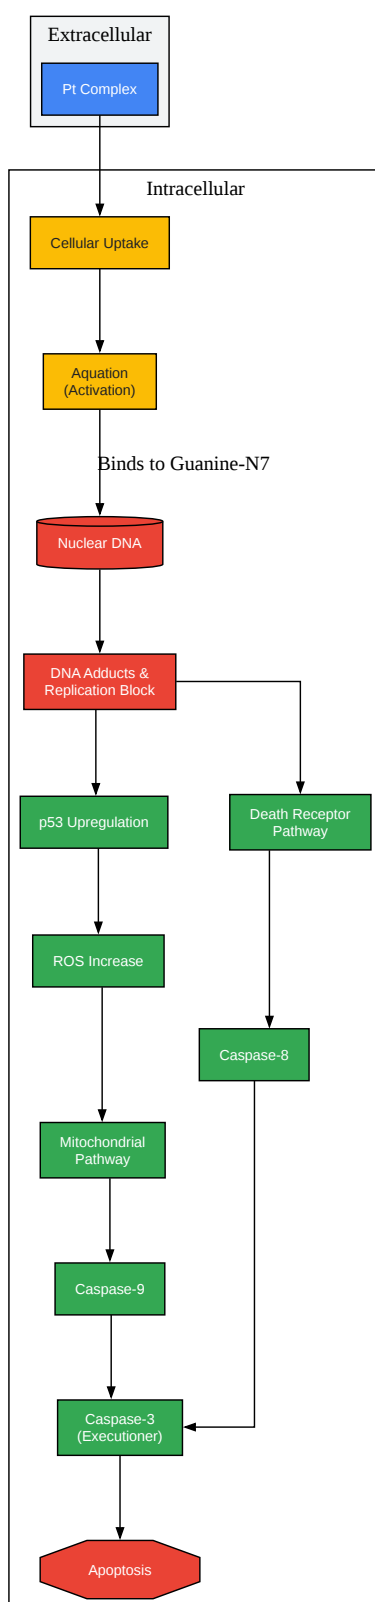 Extracellular
Pt Complex
Intracellular
Cellular Uptake
Aquation
(Activation)
Binds to Guanine-N7
Nuclear DNA
DNA Adducts &
Replication Block
p53 Upregulation
Death Receptor
Pathway
ROS Increase
Caspase-8
Mitochondrial
Pathway
Caspase-9
Caspase-3
(Executioner)
Apoptosis